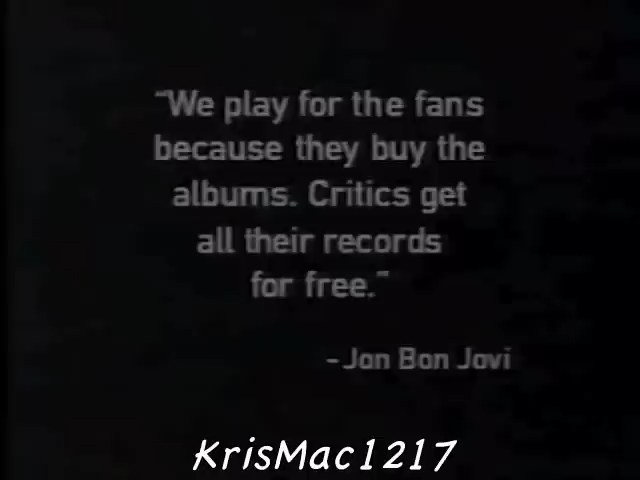 “We play for the fans
because they buy the
albums. Critics get
all their records
for free.”
-Jon Bon Jovi
KrisMac1217